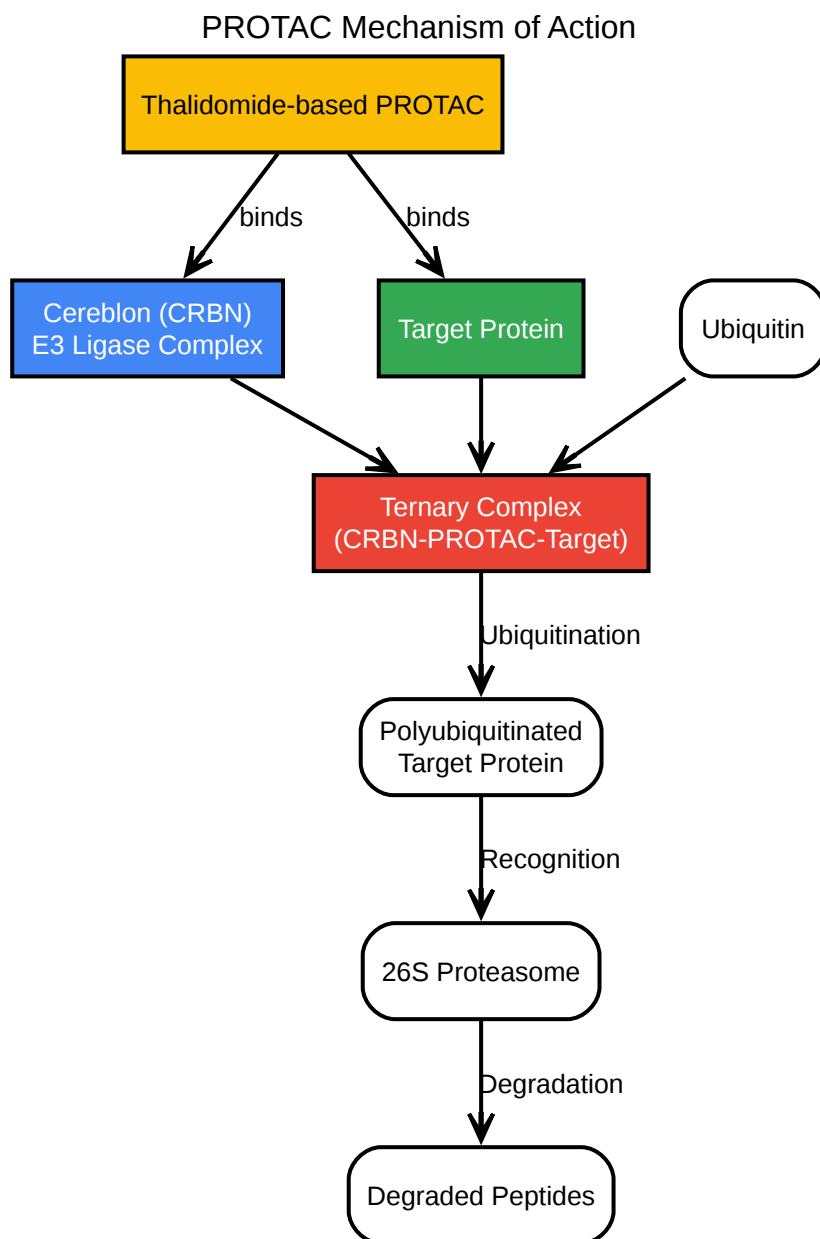 PROTAC Mechanism of Action
Thalidomide-based PROTAC
binds
binds
Cereblon (CRBN)
E3 Ligase Complex
Target Protein
Ubiquitin
Ternary Complex
(CRBN-PROTAC-Target)
Ubiquitination
Polyubiquitinated
Target Protein
Recognition
26S Proteasome
Degradation
Degraded Peptides